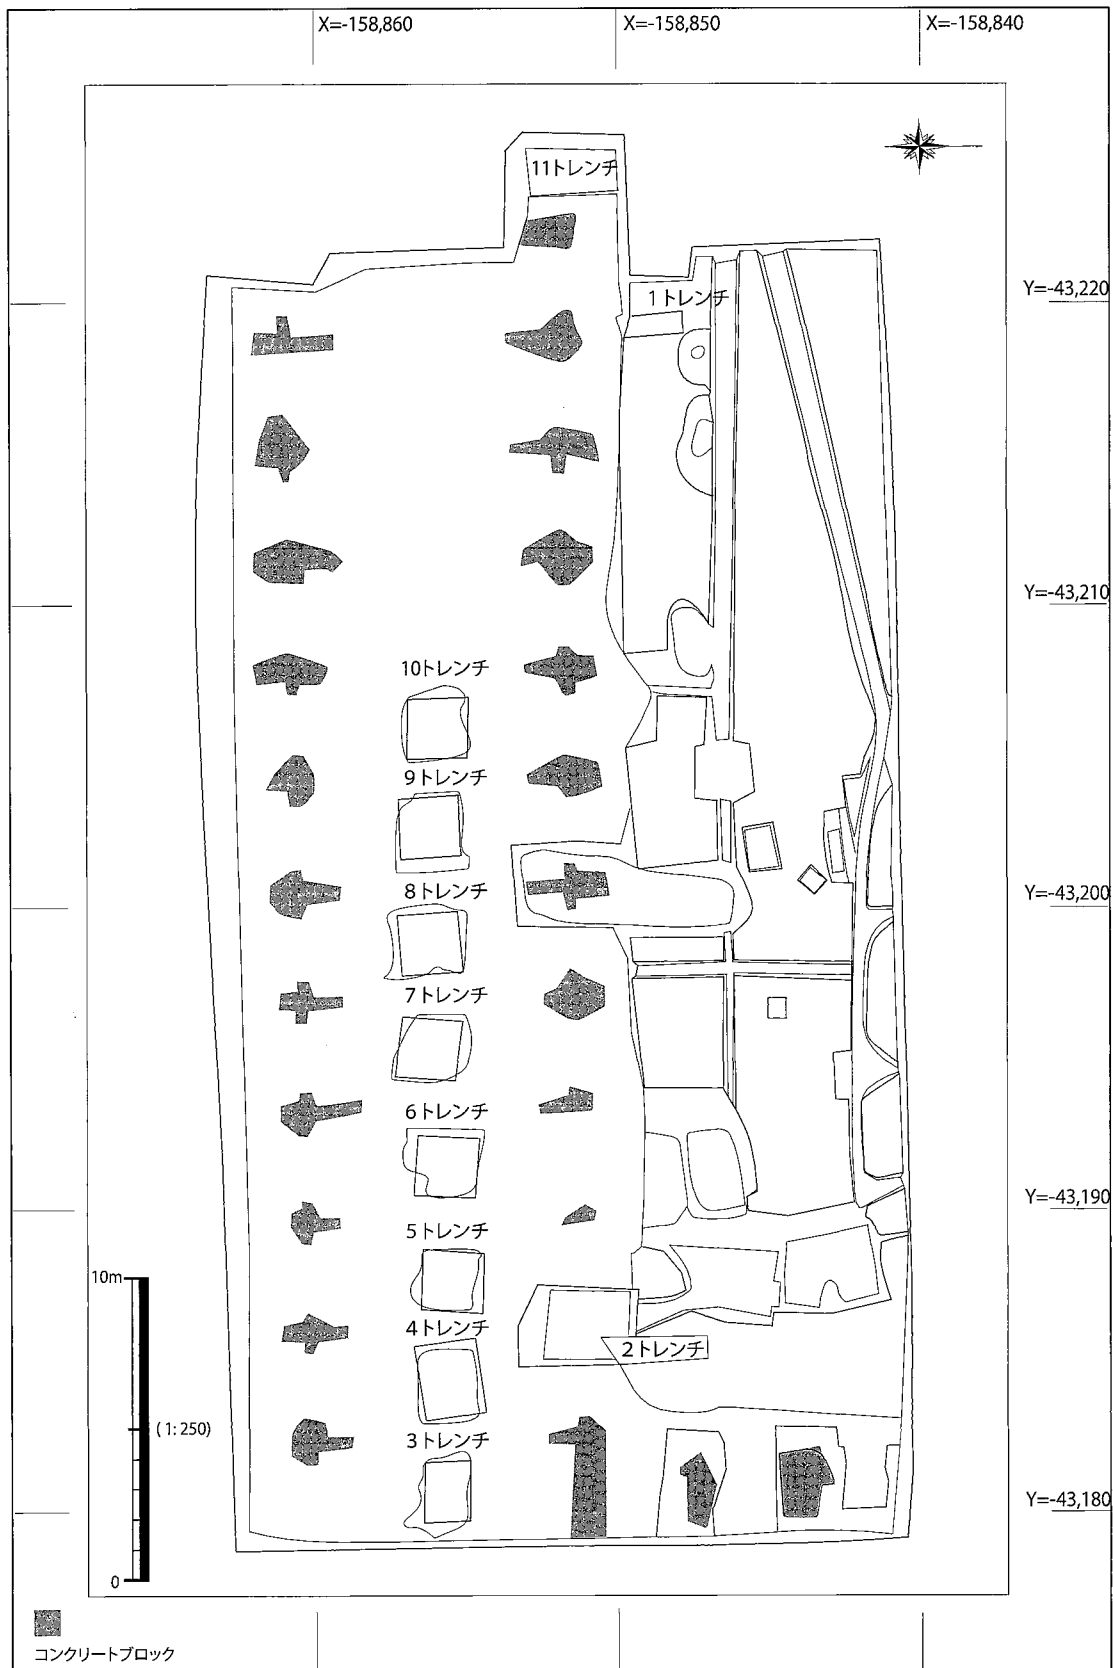 X=-158,860
X=-158,850
X=-158,840
11トレンチ
Y=-43,220
1トレンチ
Y=-43,210
10トレンチ
9トレンチ
8トレンチ
Y=-43,200
7トレンチ
6トレンチ
Y=-43,190
5トレンチ
10m
4トレンチ
2トレンチ
(1:250)
3トレンチ
Y=-43,180
0
コンクリートブロック